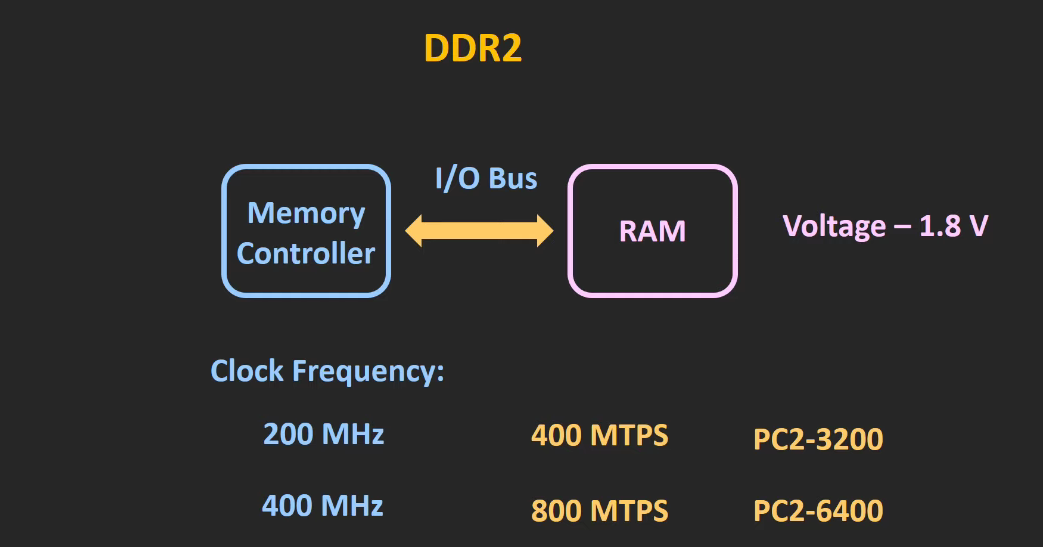 DDR2
I/O Bus
Memory
Controller
RAM
Voltage – 1.8 V
Clock Frequency:
200 MHz 400 MTPS PC2-3200
400 MHz 800 MTPS PC2-6400